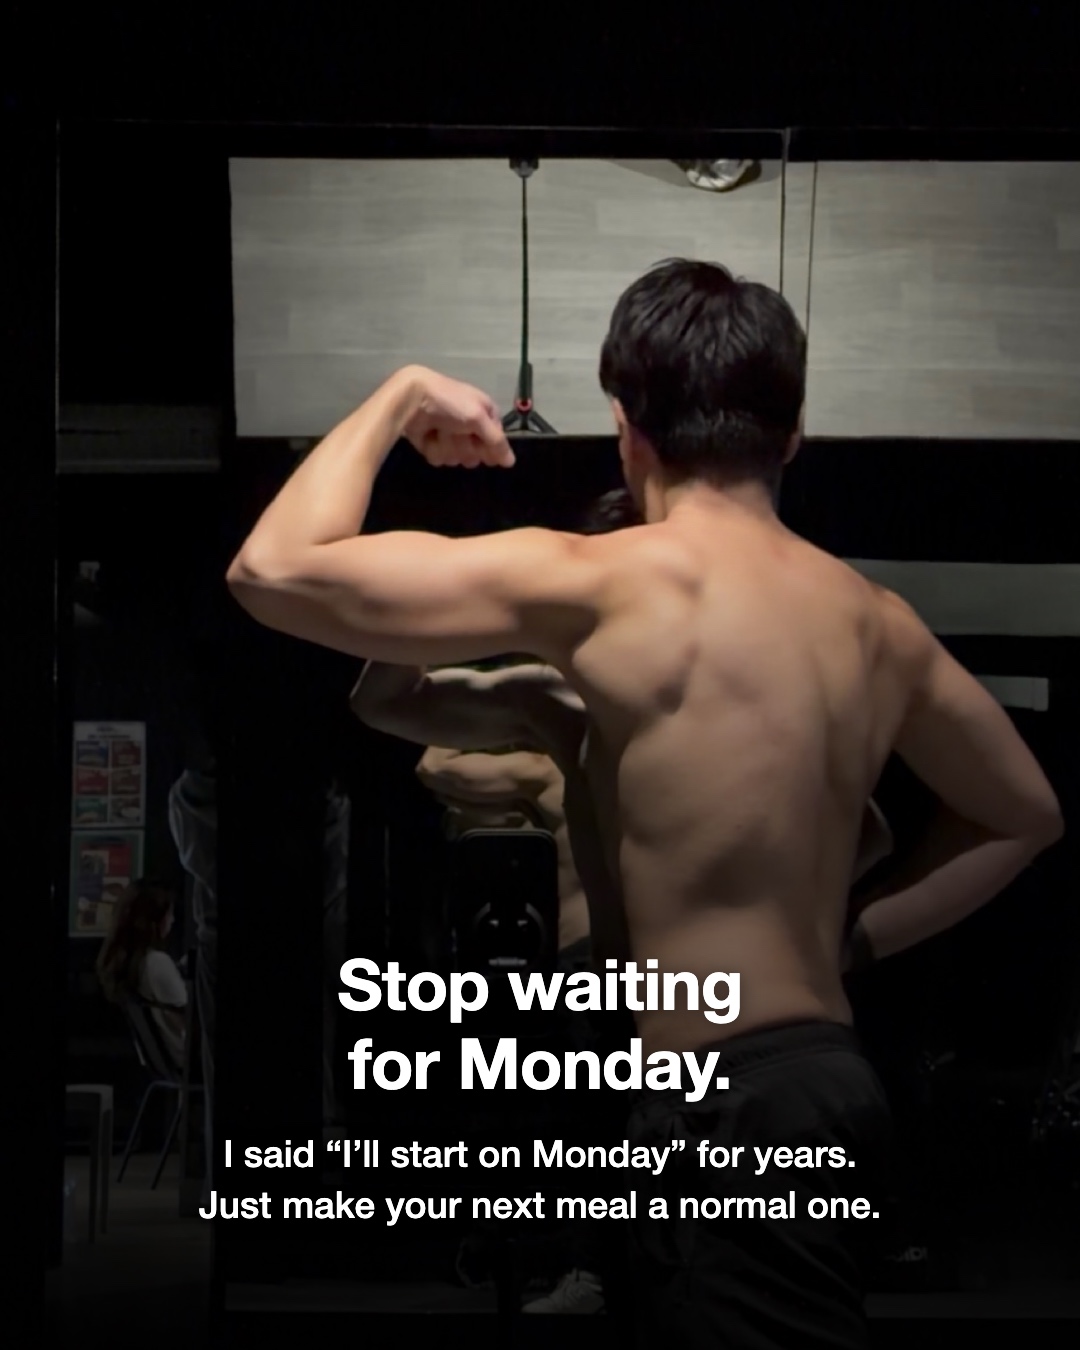 Stop waiting
for Monday.
I said “I’ll start on Monday” for years.
Just make your next meal a normal one.